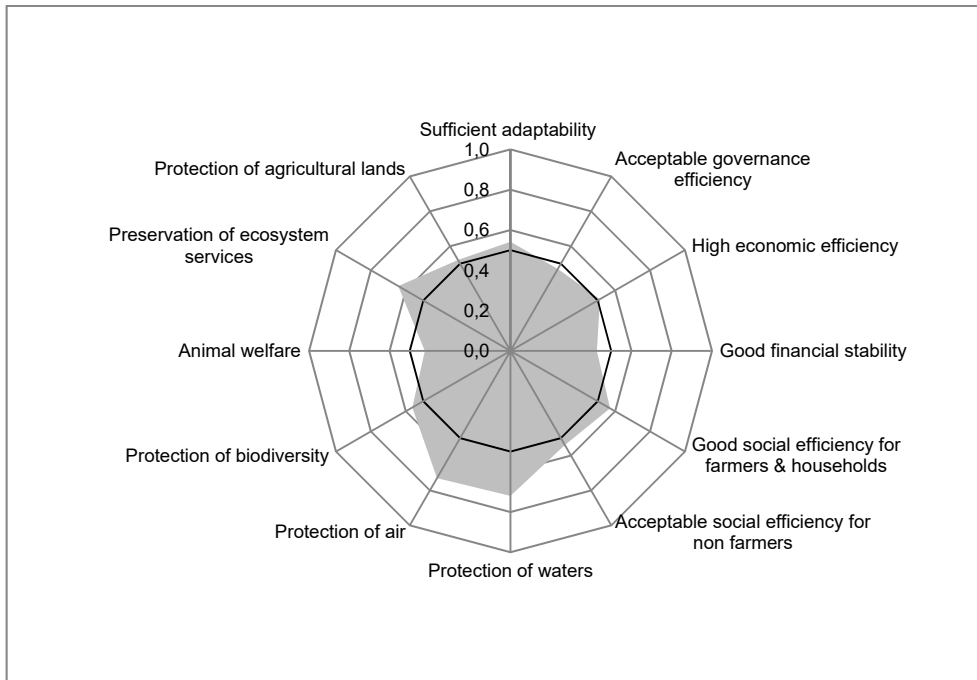 Sufficient adaptability
Acceptable governance
efficiency
High economic efficiency
Good financial stability
Good social efficiency for
farmers & households
Acceptable social efficiency for
non farmers
Protection of waters
Protection of air
Protection of biodiversity
Animal welfare
Preservation of ecosystem
services
Protection of agricultural lands
1,0
0,8
0,6
0,4
0,2
0,0